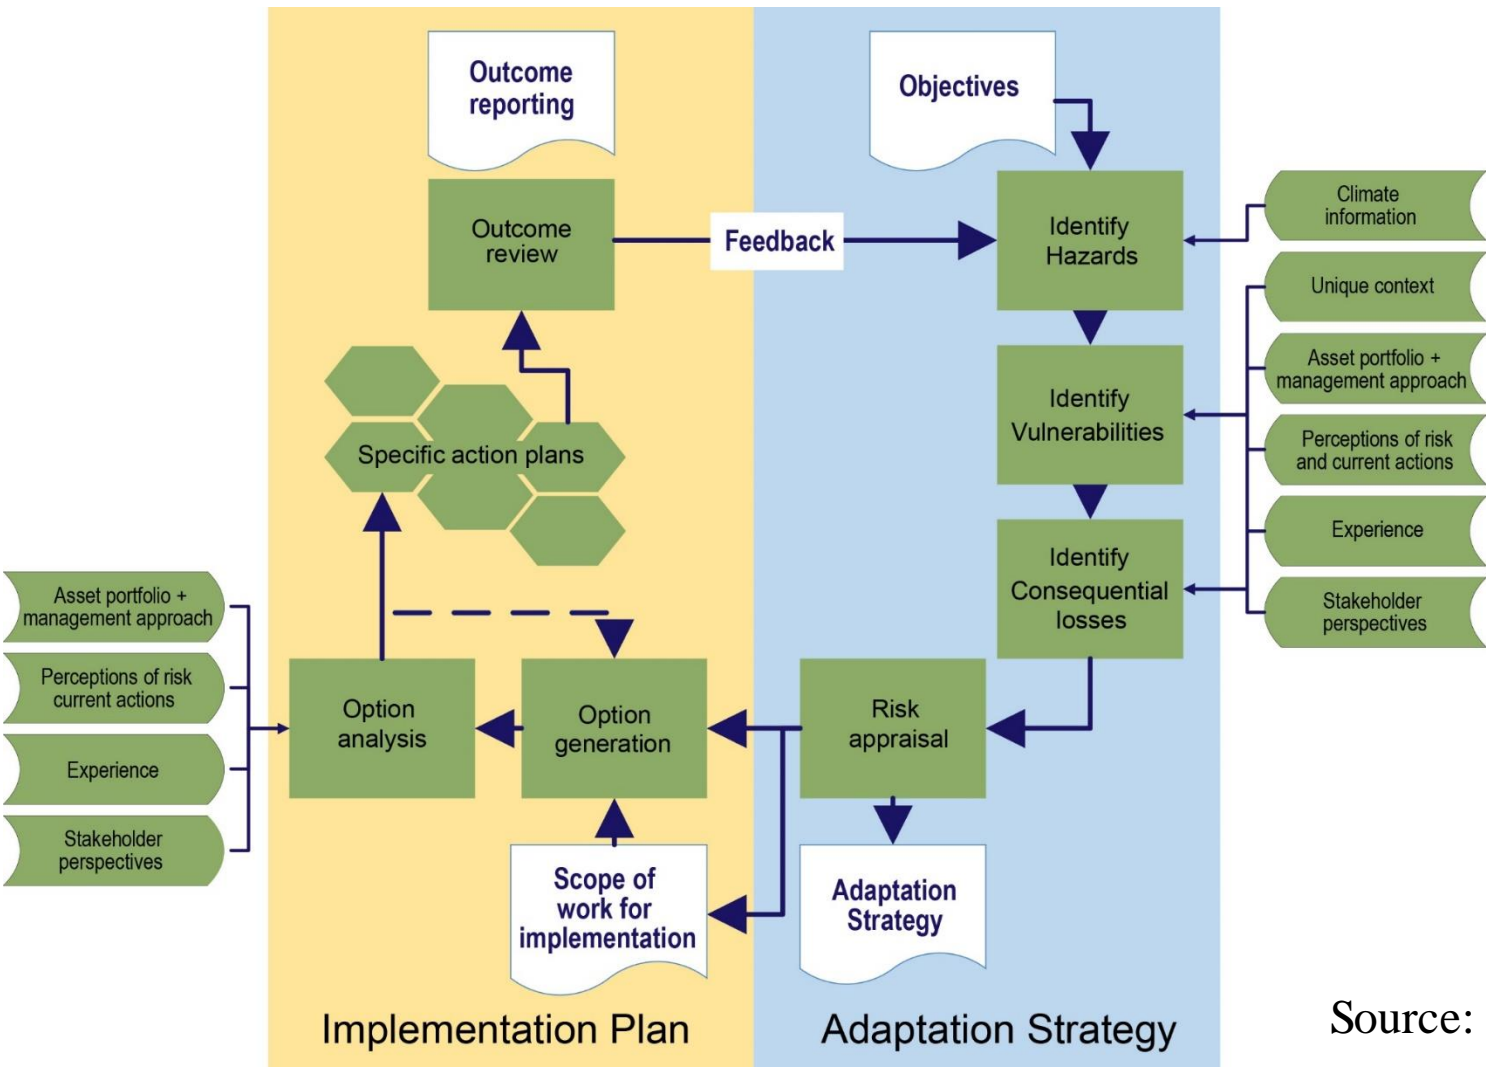 Outcome
reporting
Objectives
Outcome
review
Feedback
Identify
Hazards
Climate
information
Unique context
Asset portfolio +
management approach
Perceptions of risk
and current actions
Experience
Stakeholder
perspectives
Identify
Vulnerabilities
Identify
Consequential
losses
Specific action plans
Asset portfolio +
management approach
Perceptions of risk
current actions
Experience
Stakeholder
perspectives
Option
analysis
Option
generation
Risk
appraisal
Scope of
work for
implementation
Adaptation
Strategy
Implementation Plan
Adaptation Strategy
Source: